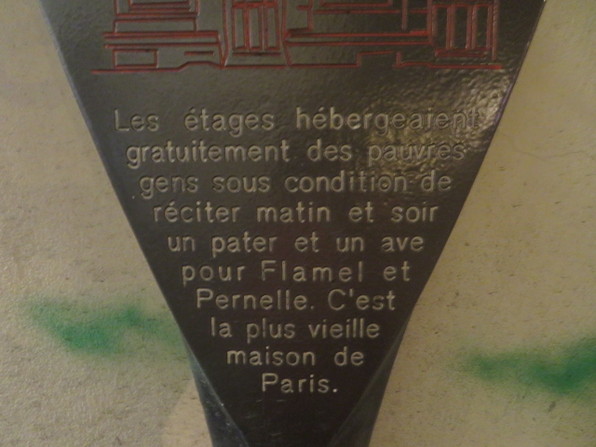 Les étages hébergeaient
gratuitement des pauvres
gens sous condition de
réciter matin et soir
un pater et un ave
pour Flamel et
Pernelle. C'est
la plus vieille
maison de
Paris.